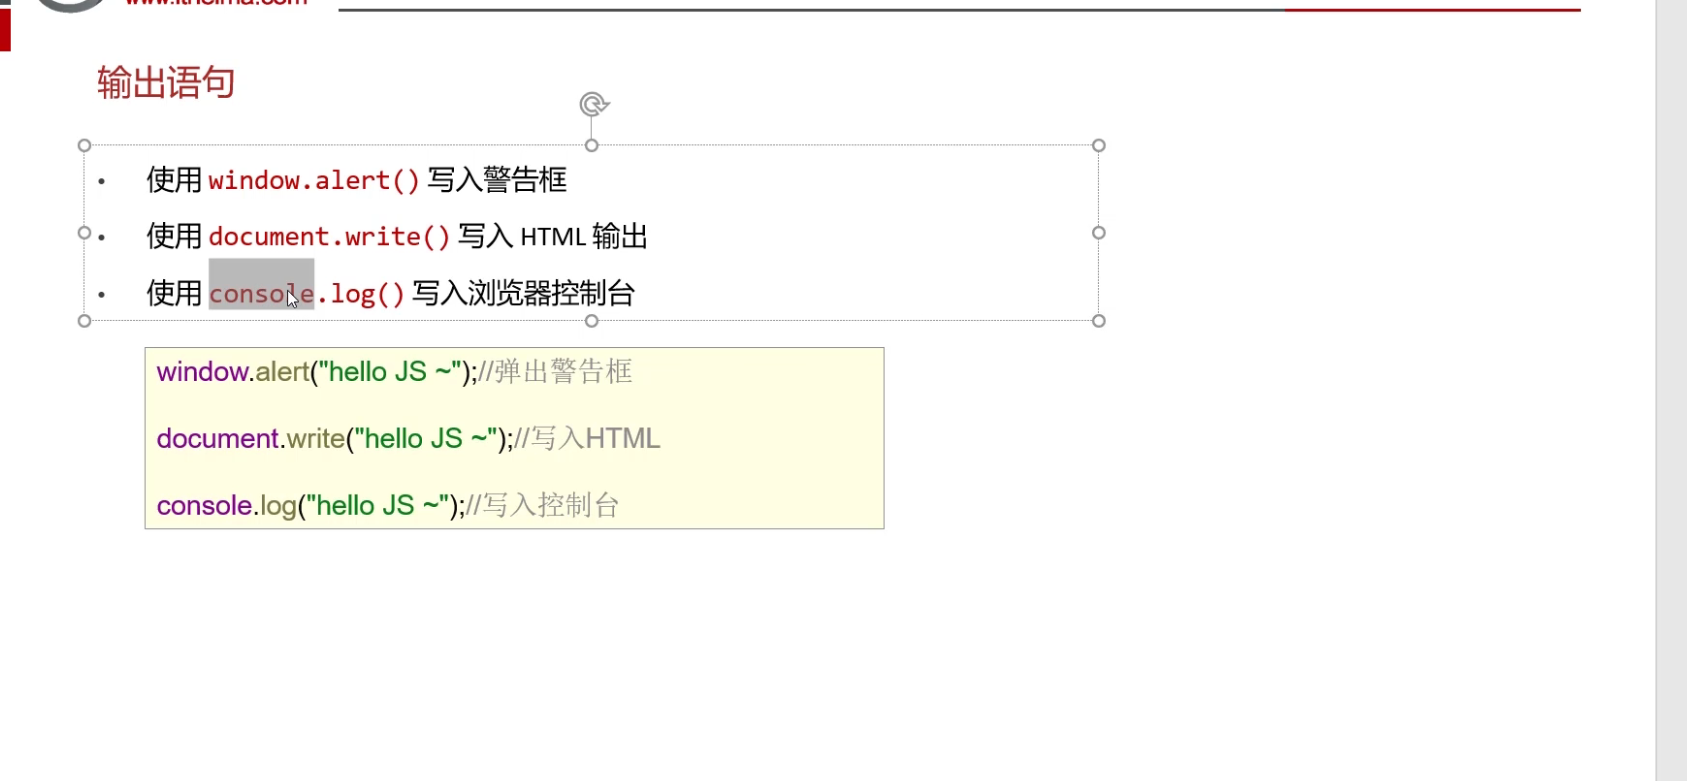 输出语句
• 使用 window.alert() 写入警告框
• 使用 document.write() 写入 HTML 输出
• 使用 console.log() 写入浏览器控制台
window.alert("hello JS ~");//弹出警告框
document.write("hello JS ~");//写入HTML
console.log("hello JS ~");//写入控制台